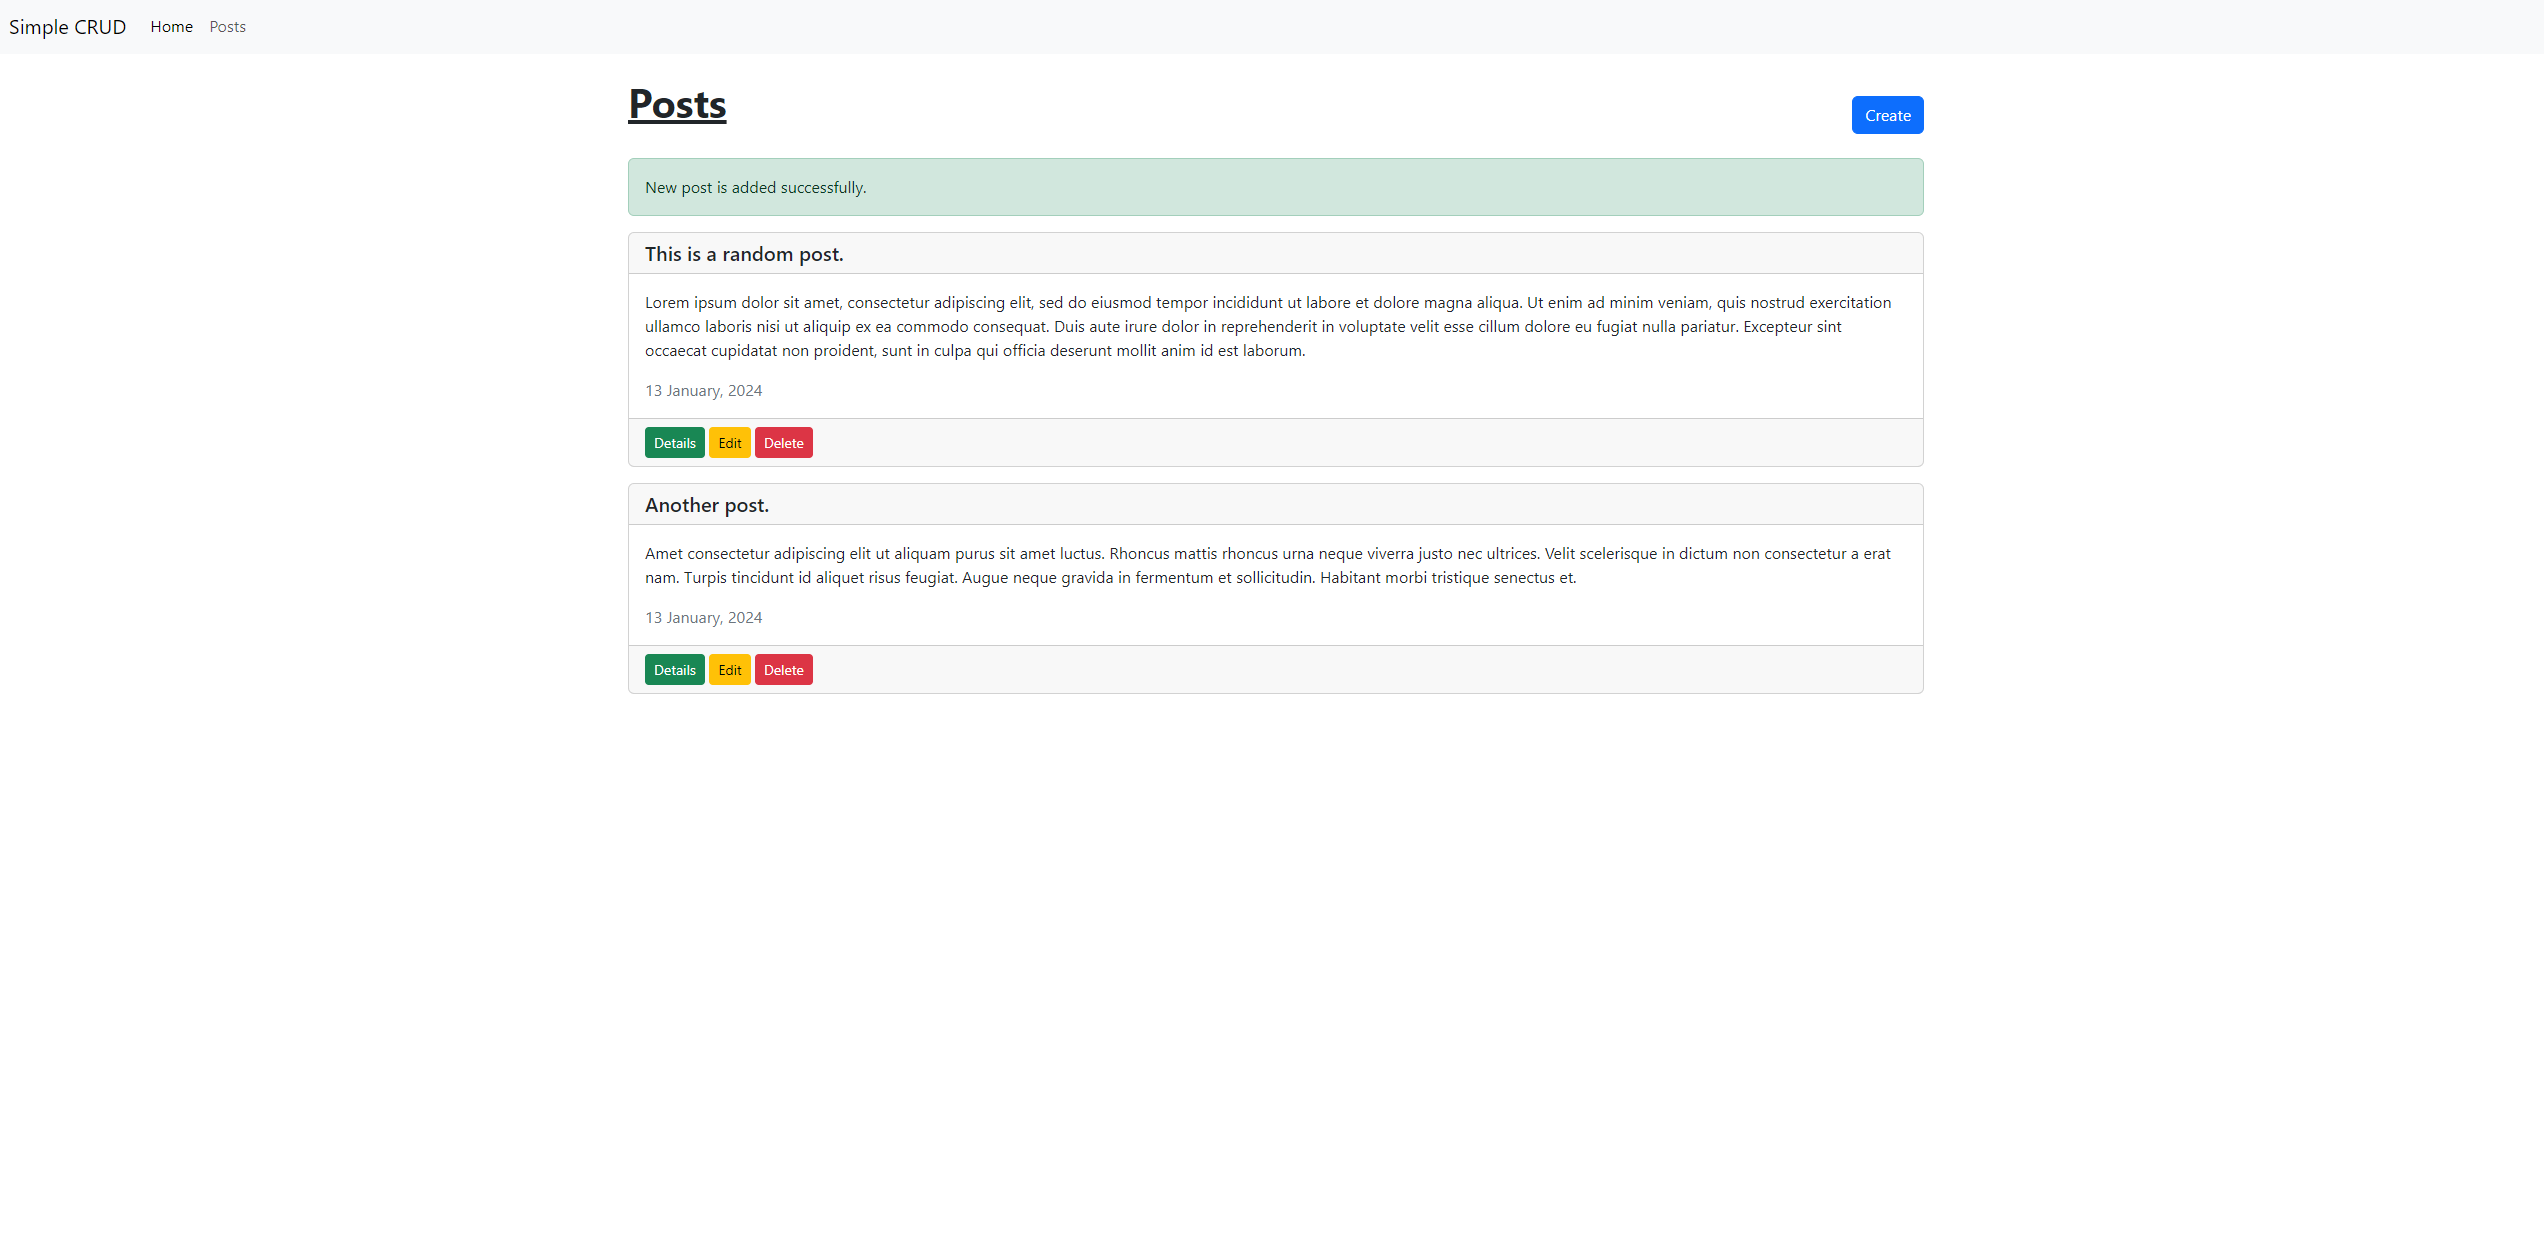 Simple CRUD Home Posts
Posts
Create
New post is added successfully.
This is a random post.
Lorem ipsum dolor sit amet, consectetur adipiscing elit, sed do eiusmod tempor incididunt ut labore et dolore magna aliqua. Ut enim ad minim veniam, quis nostrud exercitation
ullamco laboris nisi ut aliquip ex ea commodo consequat. Duis aute irure dolor in reprehenderit in voluptate velit esse cillum dolore eu fugiat nulla pariatur. Excepteur sint
occaecat cupidatat non proident, sunt in culpa qui officia deserunt mollit anim id est laborum.
13 January, 2024
Details Edit Delete
Another post.
Amet consectetur adipiscing elit ut aliquam purus sit amet luctus. Rhoncus mattis rhoncus urna neque viverra justo nec ultrices. Velit scelerisque in dictum non consectetur a erat
nam. Turpis tincidunt id aliquet risus feugiat. Augue neque gravida in fermentum et sollicitudin. Habitant morbi tristique senectus et.
13 January, 2024
Details Edit Delete